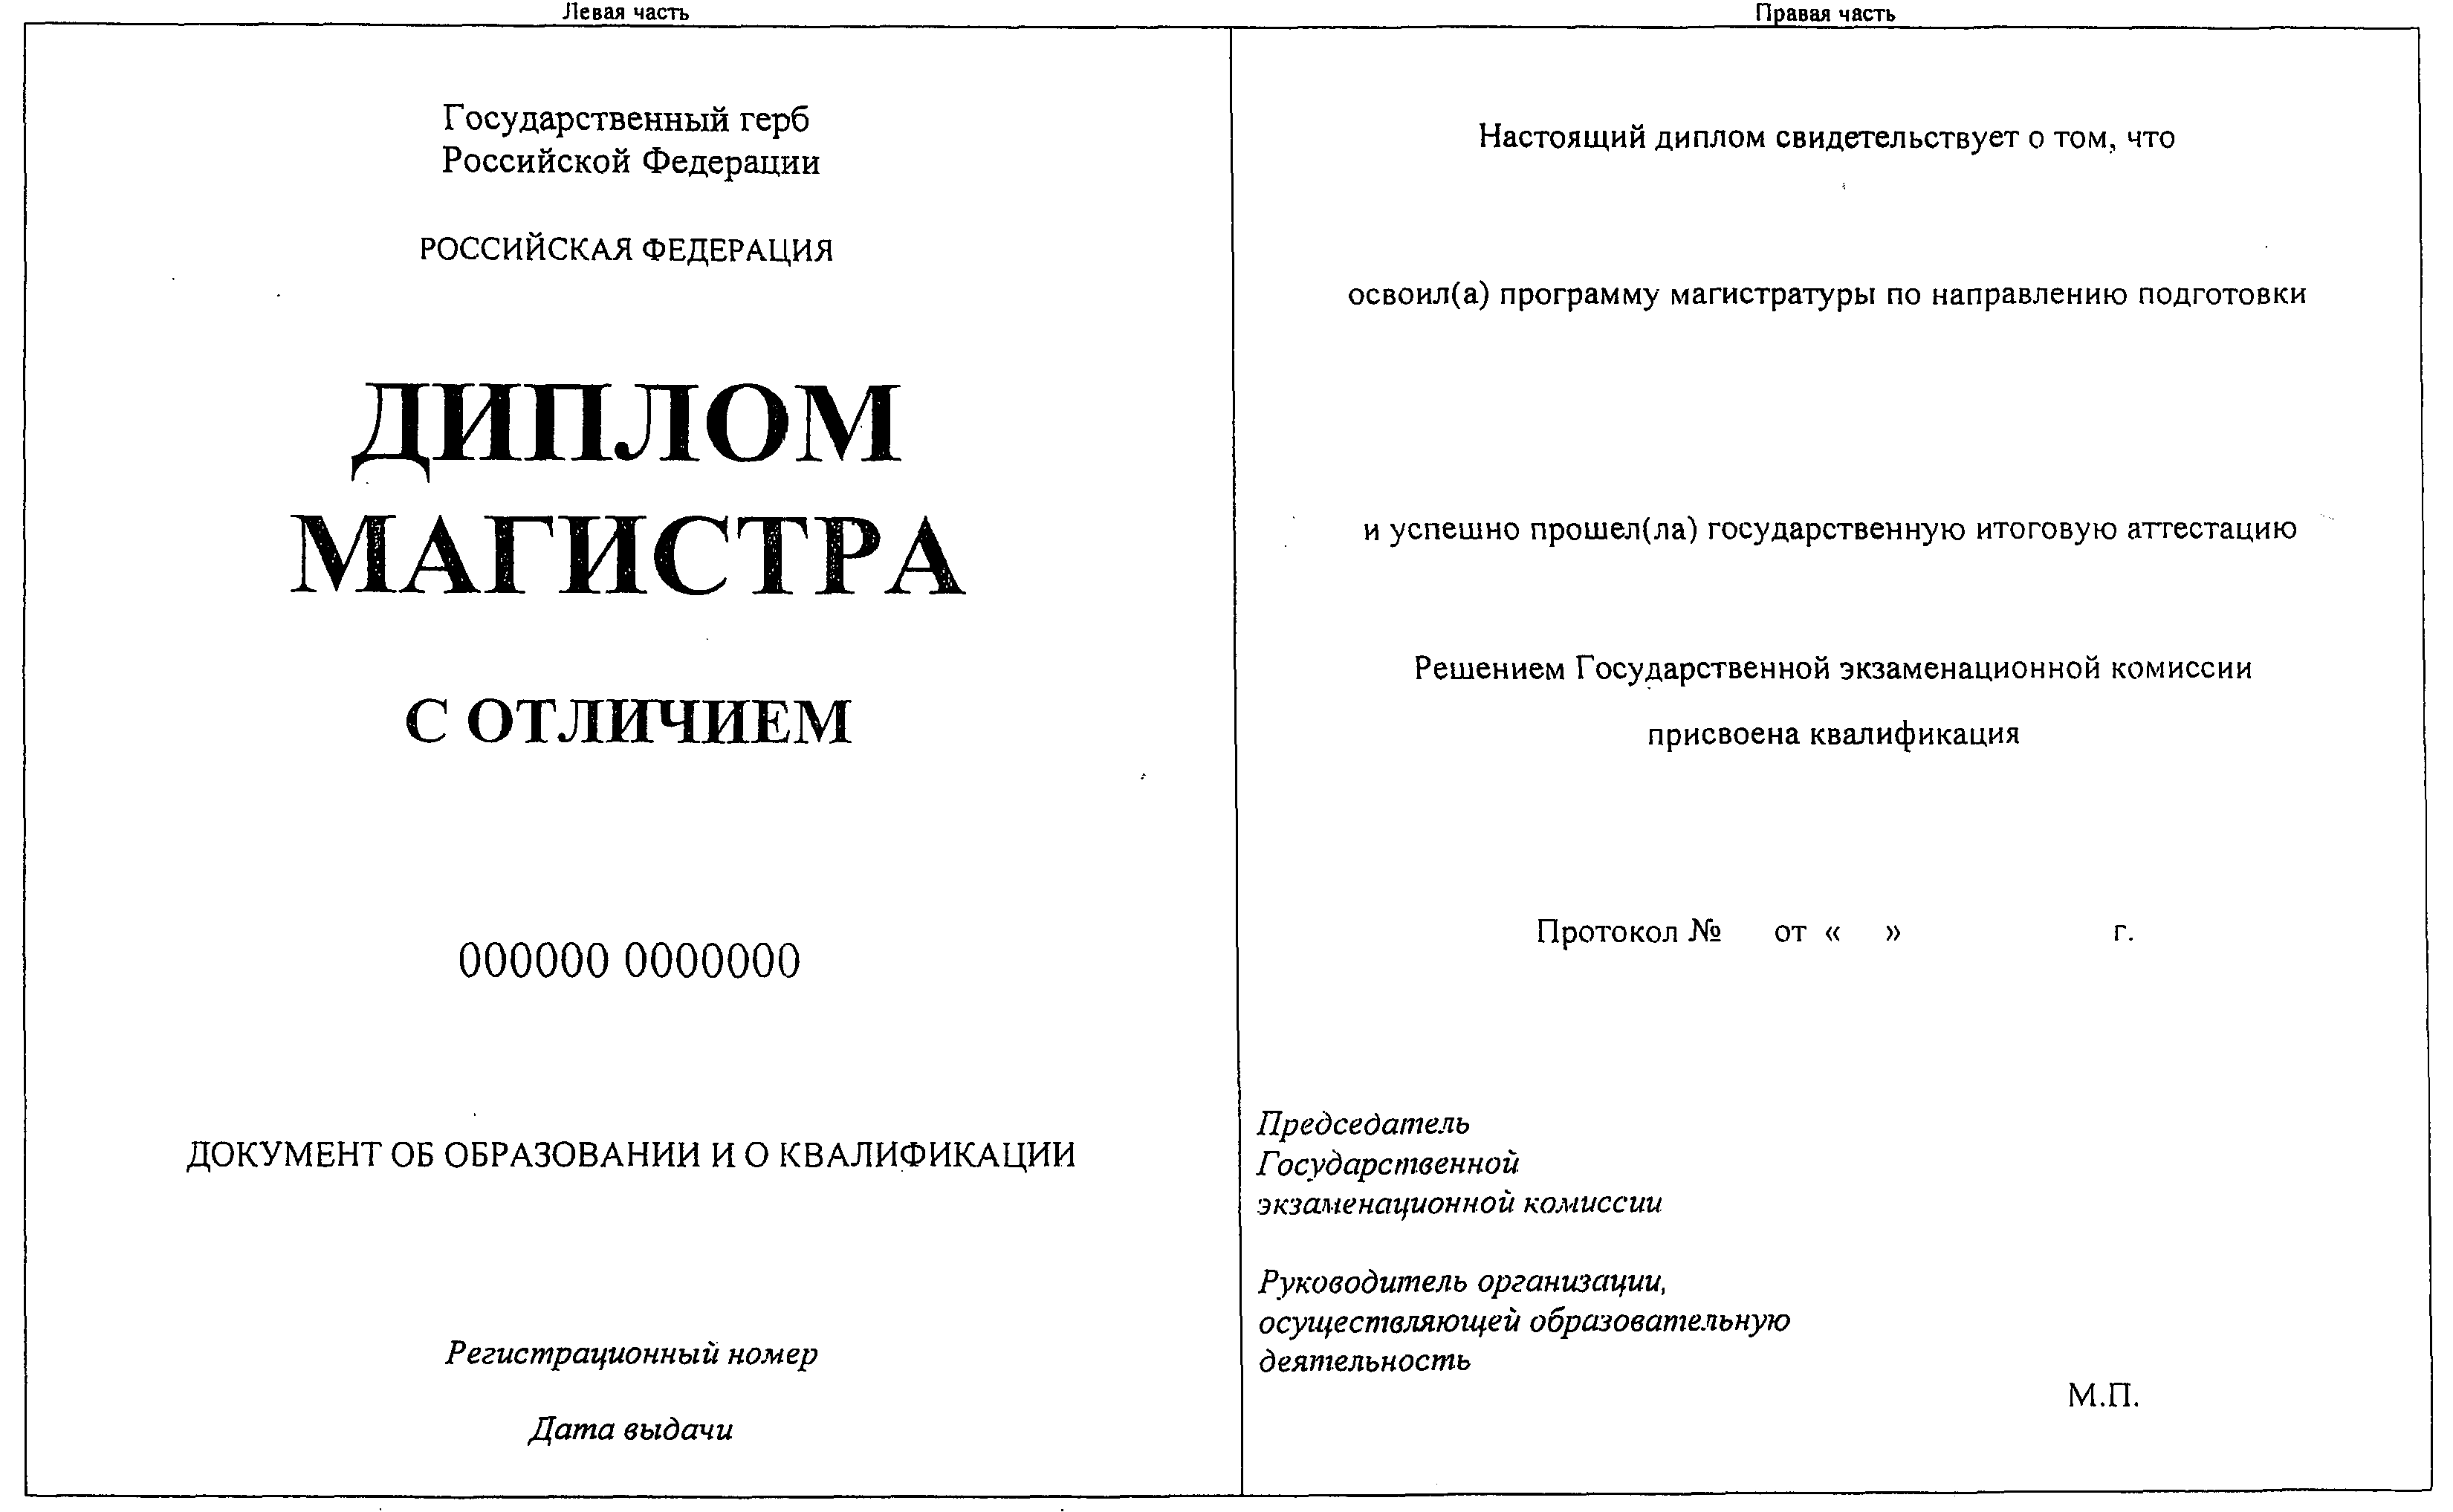 Левая часть
Государственный герб
Российской Федерации
РОССИЙСКАЯ ФЕДЕРАЦИЯ
ДИПЛОМ
МАГИСТРА
С ОТЛИЧИЕМ
000000 0000000
ДОКУМЕНТ ОБ ОБРАЗОВАНИИ И О КВАЛИФИКАЦИИ
Регистрационный номер
Дата выдачи
Правая часть
Настоящий диплом свидетельствует о том, что
освоил(а) программу магистратуры по направлению подготовки
и успешно прошел(ла) государственную итоговую аттестацию
Решением Государственной экзаменационной комиссии
присвоена квалификация
Протокол № от « » г.
Председатель
Государственной
экзаменационной комиссии
Руководитель организации,
осуществляющей образовательную
деятельность
М.П.